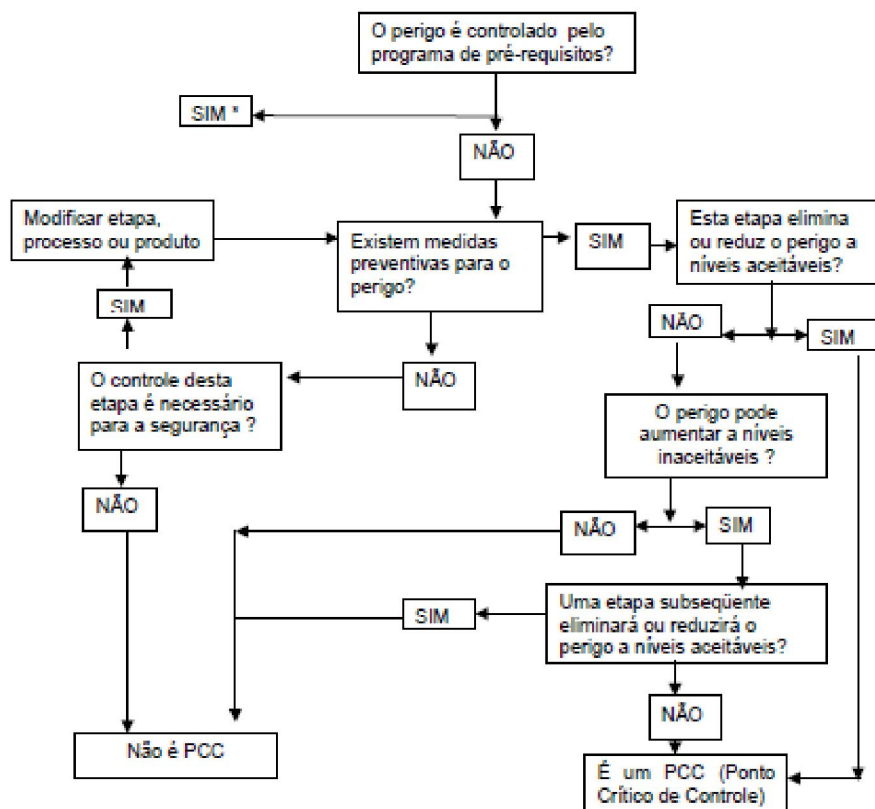 O perigo é controlado pelo
programa de pré-requisitos?
SIM *
NÃO
Modificar etapa,
processo ou produto
Existem medidas
preventivas para o
perigo?
SIM
Esta etapa elimina
ou reduz o perigo a
níveis aceitáveis?
SIM
NÃO
SIM
O controle desta
etapa é necessário
para a segurança ?
NÃO
O perigo pode
aumentar a níveis
inaceitáveis ?
NÃO
NÃO
SIM
SIM
Uma etapa subseqüente
eliminará ou reduzirá o
perigo a níveis aceitáveis?
NÃO
Não é PCC
É um PCC (Ponto
Crítico de Controle)